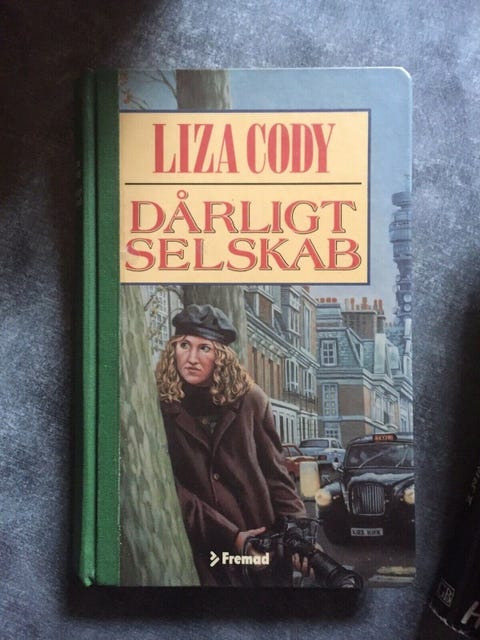 LIZA CODY
DÅRLIGT
SELSKAB
Fremad